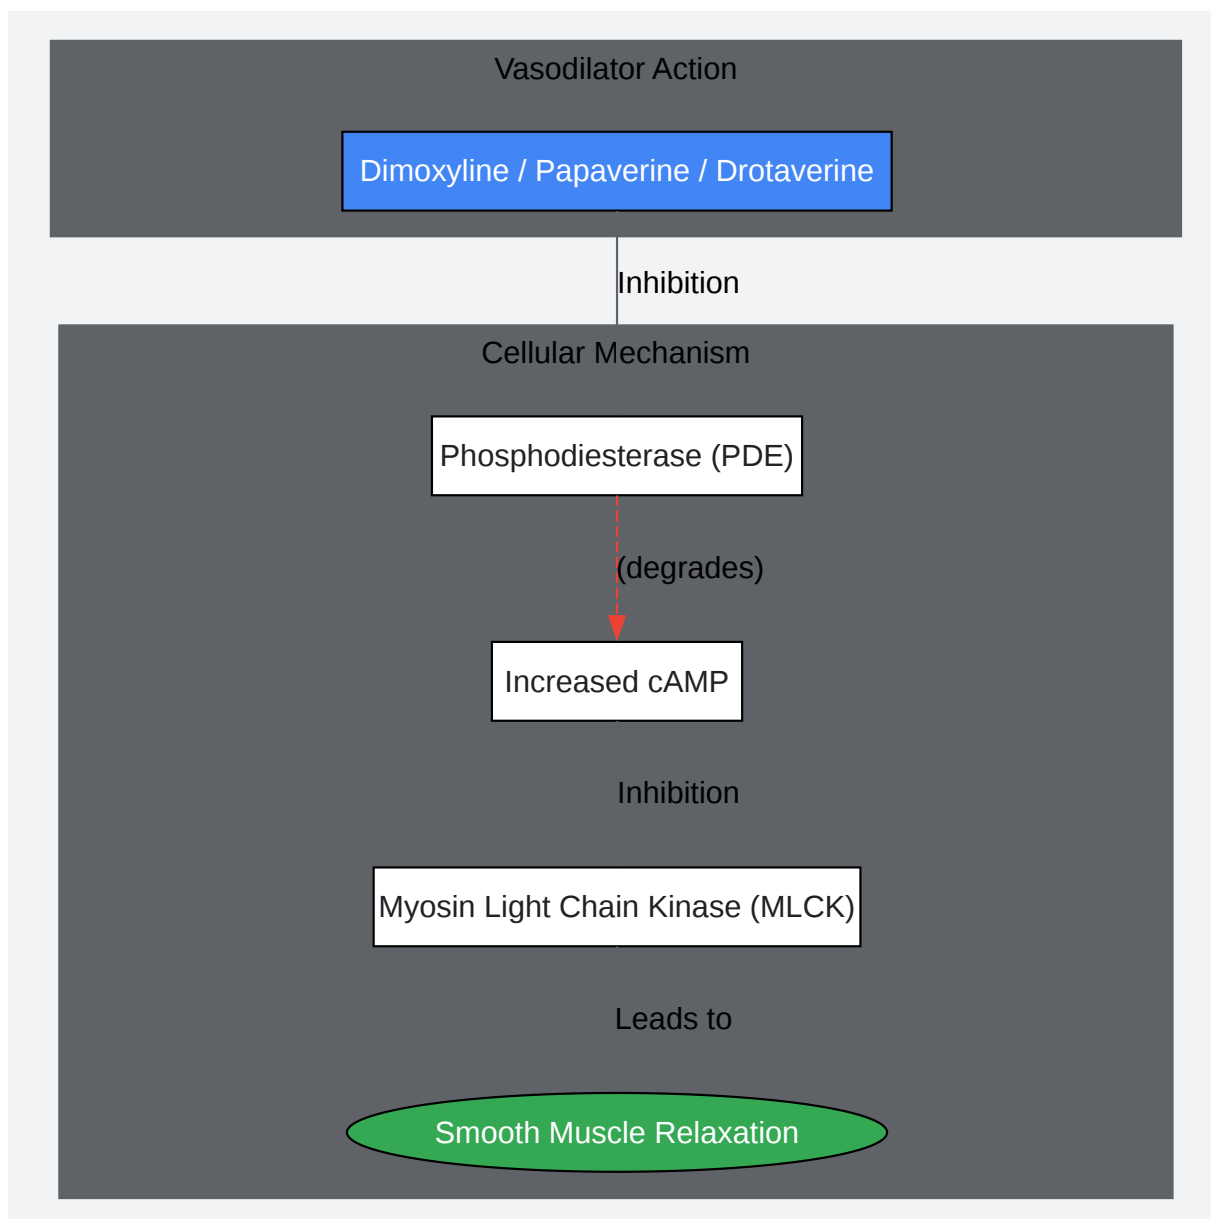 Vasodilator Action
Dimoxyline / Papaverine / Drotaverine
Inhibition
Cellular Mechanism
Phosphodiesterase (PDE)
(degrades)
Increased cAMP
Inhibition
Myosin Light Chain Kinase (MLCK)
Leads to
Smooth Muscle Relaxation